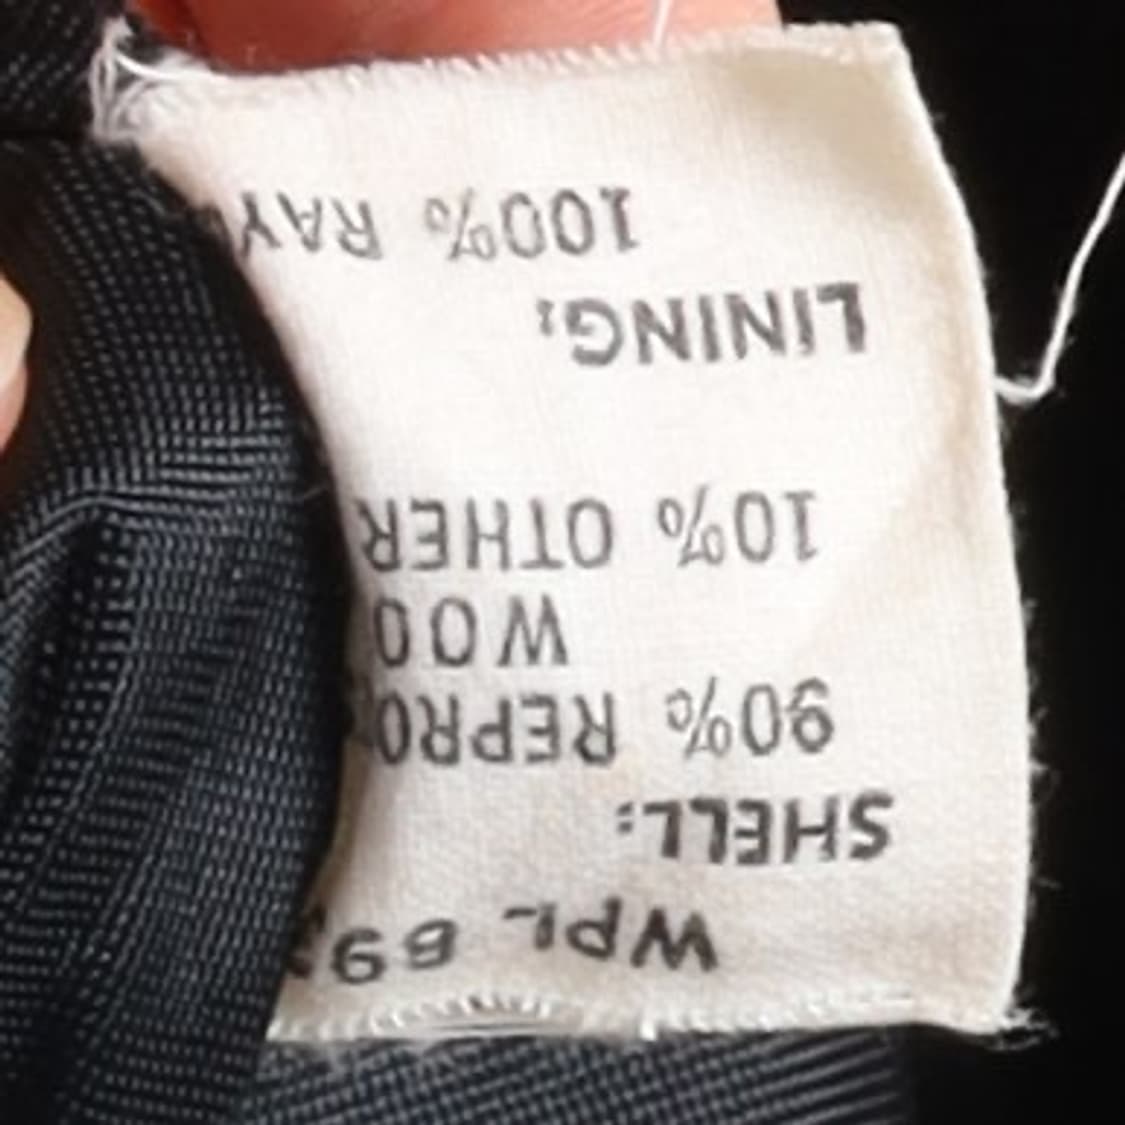 WPL 69
SHELL:
90% REPRO
WOO
10% OTHER
LINING:
100% RAY